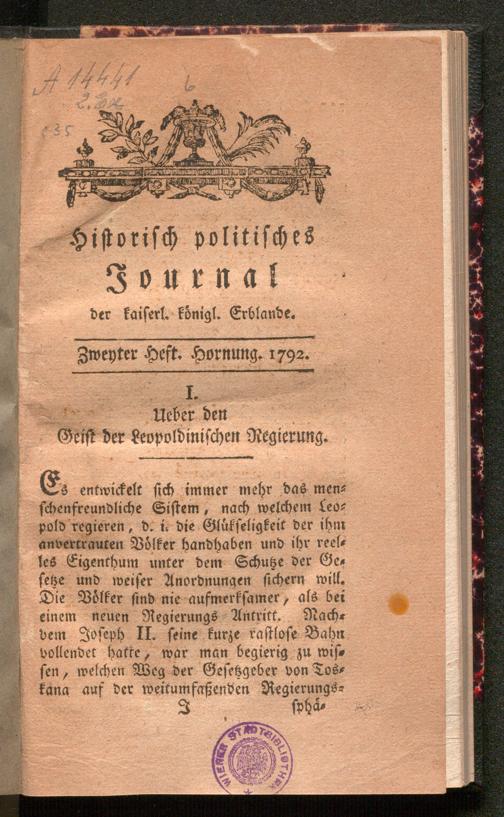 A 14441
2. Ex
6
Historisch politisches
Journal
der kaiserl. königl. Erblande.
Zweyter Heft. Hornung. 1792.
I.
Ueber den
Geist der Leopoldinischen Regierung.
Es entwickelt sich immer mehr das men-
schenfreundliche Sistem, nach welchem Leo-
pold regieren, d. i. die Glükseligkeit der ihm
anvertrauten Völker handhaben und ihr reel-
les Eigenthum unter dem Schutze der Ge-
setze und weiser Anordnungen sichern will.
Die Völker sind nie aufmerksamer, als bei
einem neuen Regierungs Antritt. Nach-
dem Joseph II. seine kurze rastlose Bahn
vollendet hatte, war man begierig zu wis-
sen, welchen Weg der Gesetzgeber von Tos-
kana auf der weitumfaßenden Regierungs-
J sphä-
WIENER STADTBIBLIOTHEK